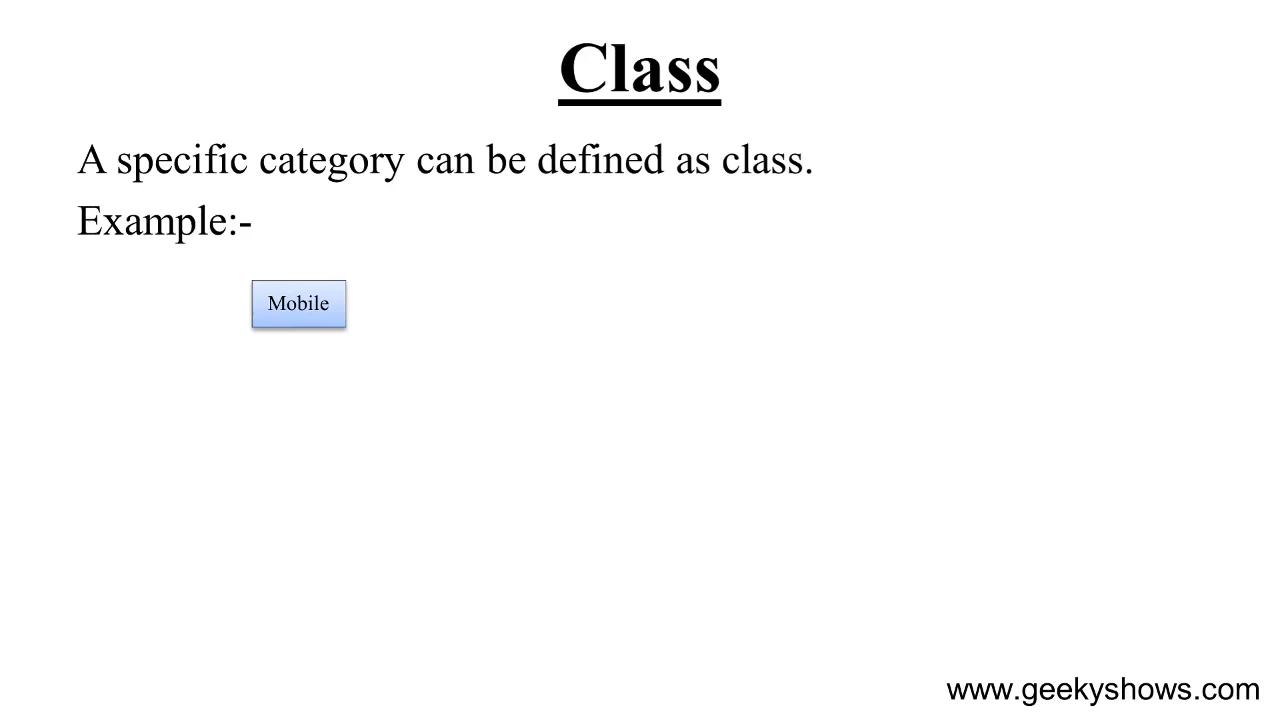 Class
A specific category can be defined as class.
Example:-
Mobile
www.geekyshows.com